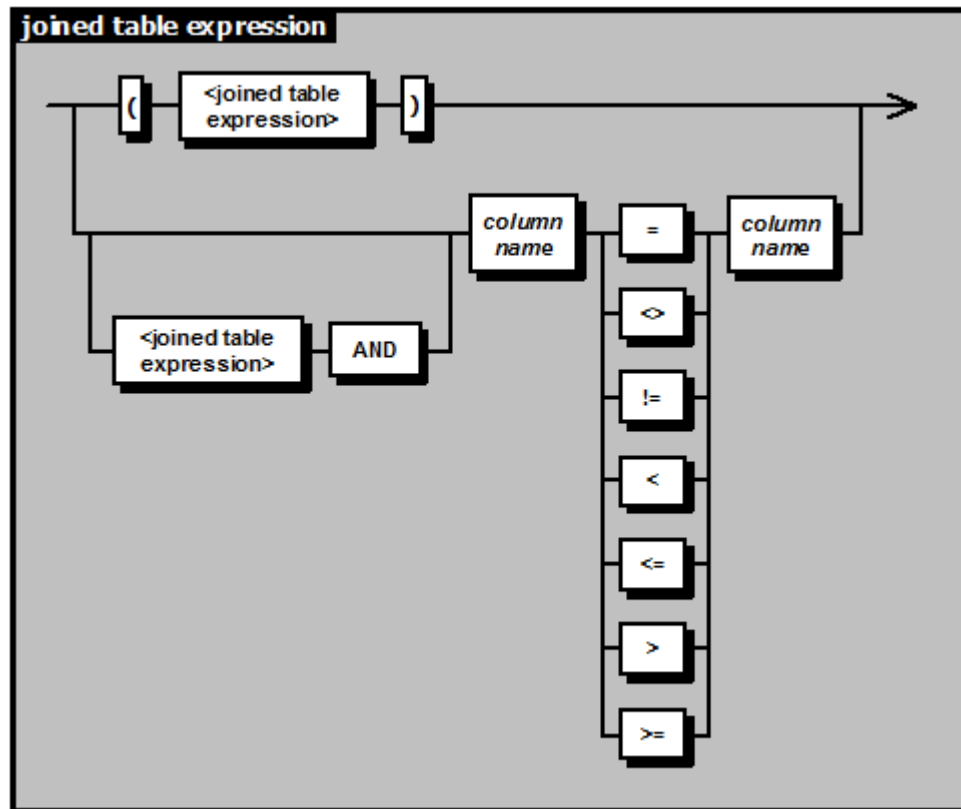 joined table expression
(
<joined table
expression>
)
column
name
=
column
name
<>
<joined table
expression>
AND
!=
<
<=
>
>=